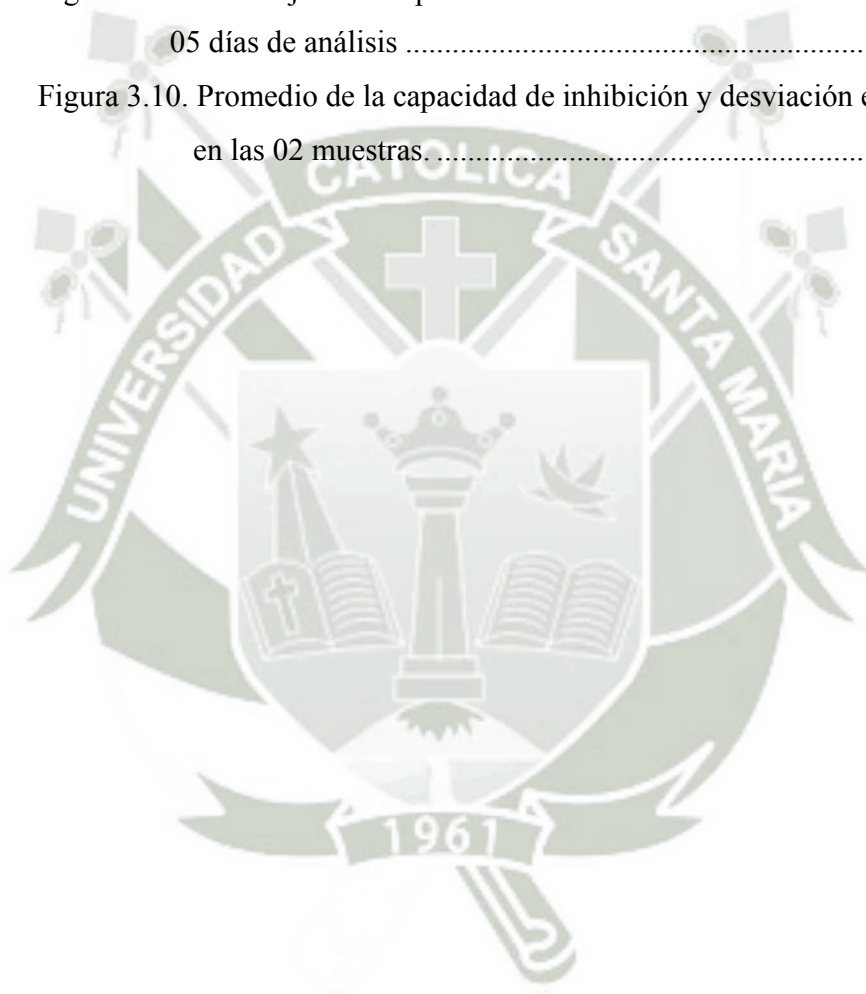 05 días de análisis ..........................................................
Figura 3.10. Promedio de la capacidad de inhibición y desviación
en las 02 muestras. .....................................................
UNIVERSIDAD CATOLICA SANTA MARIA
1961